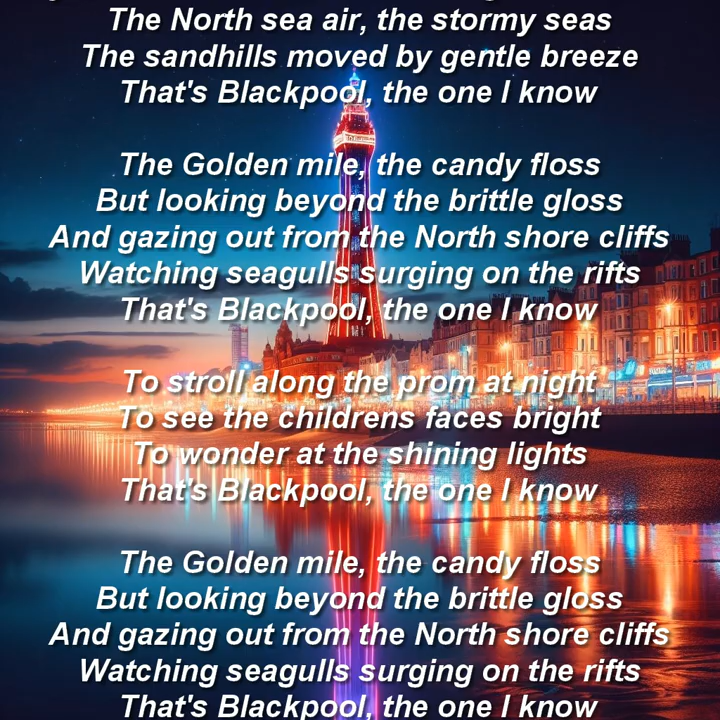 The North sea air, the stormy seas
The sandhills moved by gentle breeze
That's Blackpool, the one I know
The Golden mile, the candy floss
But looking beyond the brittle gloss
And gazing out from the North shore cliffs
Watching seagulls surging on the rifts
That's Blackpool, the one I know
To stroll along the prom at night
To see the childrens faces bright
To wonder at the shining lights
That's Blackpool, the one I know
The Golden mile, the candy floss
But looking beyond the brittle gloss
And gazing out from the North shore cliffs
Watching seagulls surging on the rifts
That's Blackpool, the one I know